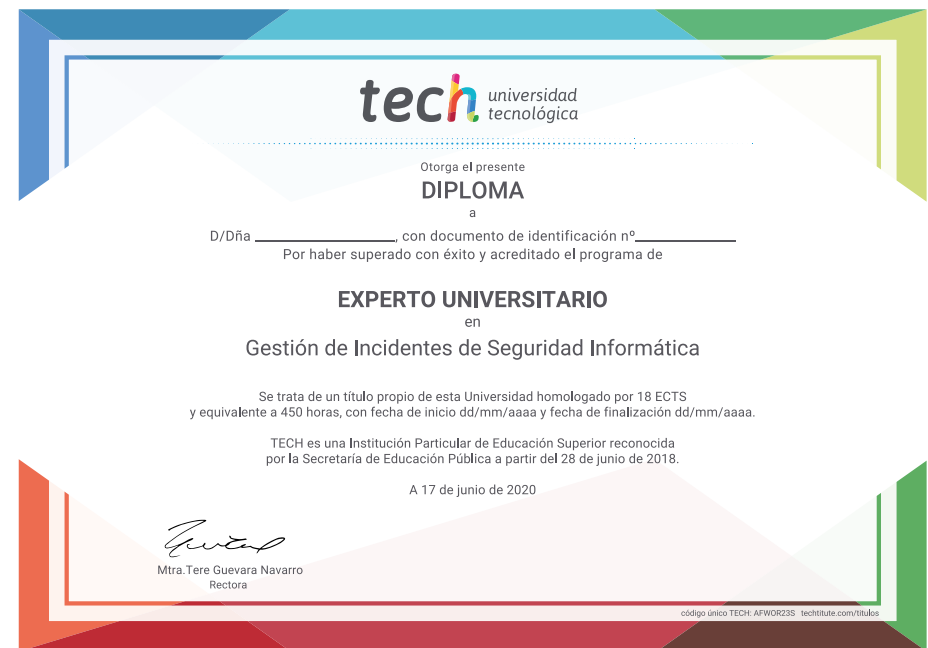 tech universidad
tecnológica
Otorga el presente
DIPLOMA
a
D/Dña ________________, con documento de identificación nº____________
Por haber superado con éxito y acreditado el programa de
EXPERTO UNIVERSITARIO
en
Gestión de Incidentes de Seguridad Informática
Se trata de un título propio de esta Universidad homologado por 18 ECTS
y equivalente a 450 horas, con fecha de inicio dd/mm/aaaa y fecha de finalización dd/mm/aaaa.
TECH es una Institución Particular de Educación Superior reconocida
por la Secretaría de Educación Pública a partir del 28 de junio de 2018.
A 17 de junio de 2020
Mtra.Tere Guevara Navarro
Rectora
código único TECH: AFWOR23S techtitute.com/titulos